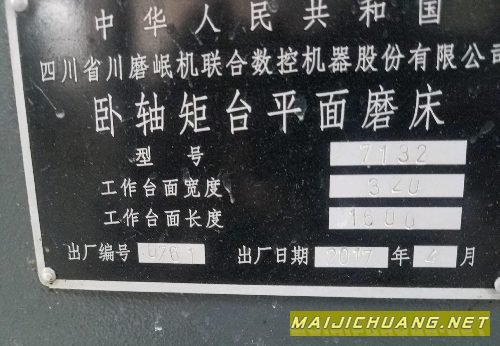 中华人民共和国
四川省川磨岷机联合数控机器股份有限公司
卧轴矩台平面磨床
型号 7132
工作台面宽度 320
工作台面长度 1600
出厂编号 出厂日期 2017 年 4 月
MAIJICHUANG.NET